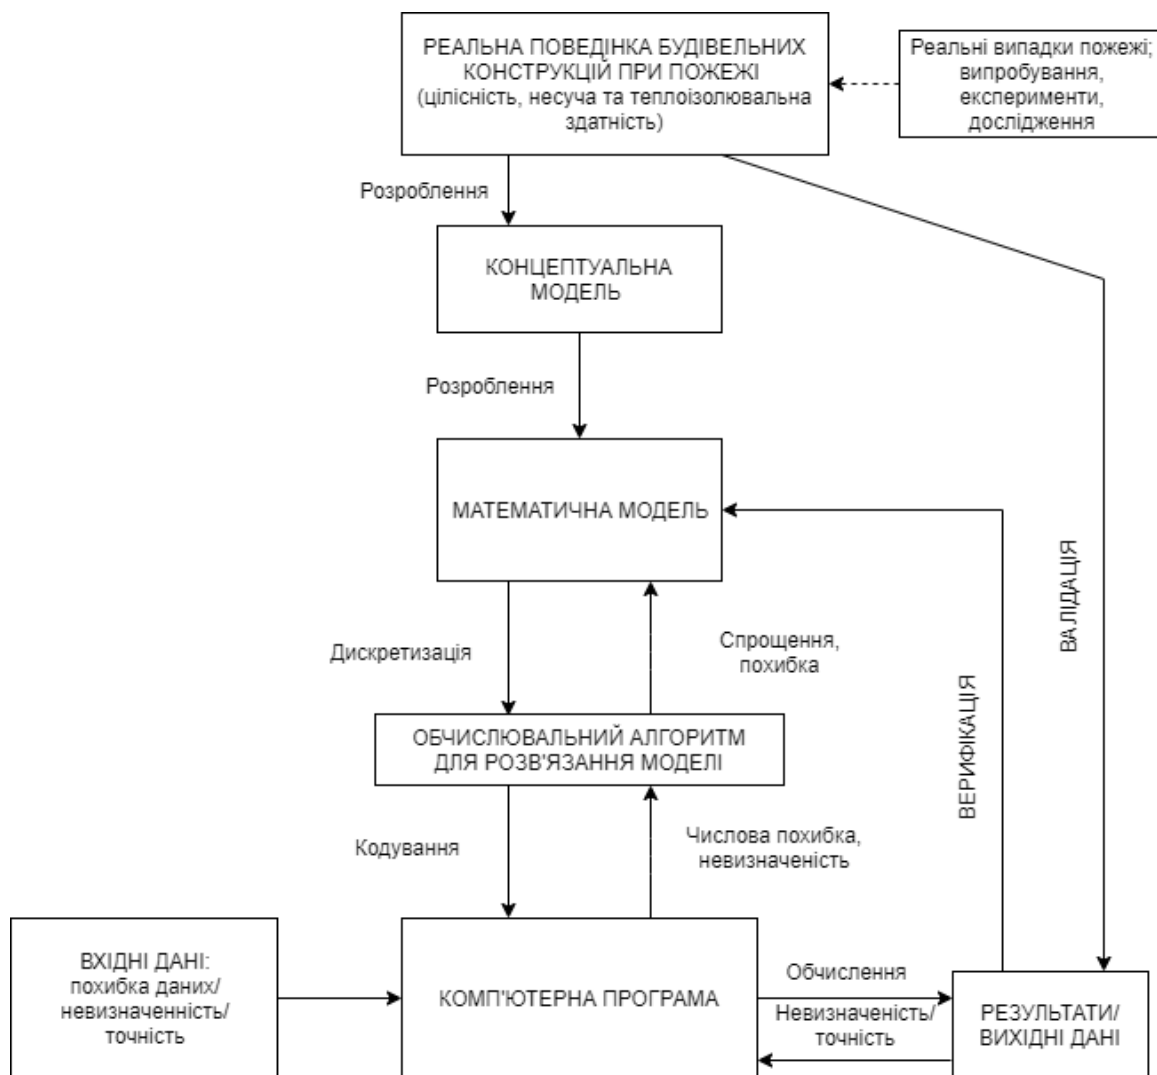 РЕАЛЬНА ПОВЕДІНКА БУДІВЕЛЬНИХ
КОНСТРУКЦІЙ ПРИ ПОЖЕЖІ
(цілісність, несуча та теплоізолювальна
здатність)
Реальні випадки пожежі;
випробування,
експерименти,
дослідження
Розроблення
КОНЦЕПТУАЛЬНА
МОДЕЛЬ
Розроблення
МАТЕМАТИЧНА МОДЕЛЬ
ВАЛІДАЦІЯ
Дискретизація
Спрощення,
похибка
ВЕРИФІКАЦІЯ
ОБЧИСЛЮВАЛЬНИЙ АЛГОРИТМ
ДЛЯ РОЗВ'ЯЗАННЯ МОДЕЛІ
Кодування
Числова похибка,
невизначеність
ВХІДНІ ДАНІ:
похибка даних/
невизначенність/
точність
КОМП'ЮТЕРНА ПРОГРАМА
Обчислення
Невизначеність/
точність
РЕЗУЛЬТАТИ/
ВИХІДНІ ДАНІ